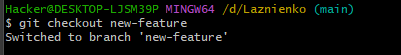 Hacker@DESKTOP-LJSM39P MINGW64 /d/Laznienko (main)
$ git checkout new-feature
Switched to branch 'new-feature'